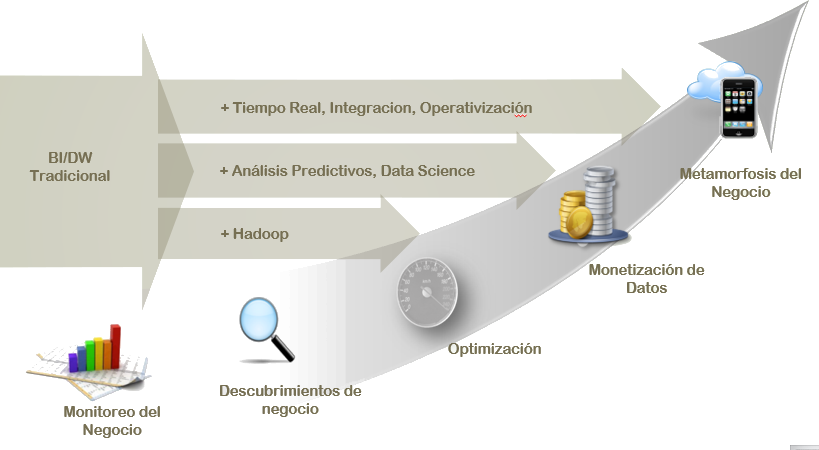 BI/DW
Tradicional
+ Tiempo Real, Integracion, Operativización
+ Análisis Predictivos, Data Science
+ Hadoop
Metamorfosis del
Negocio
Monetización de
Datos
Optimización
Descubrimientos de
negocio
Monitoreo del
Negocio